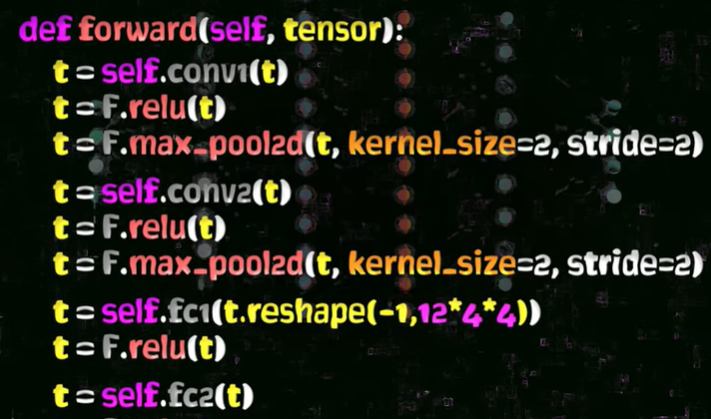 def forward(self, tensor):
t = self.conv1(t)
t = F.relu(t)
t = F.max_pool2d(t, kernel_size=2, stride=2)
t = self.conv2(t)
t = F.relu(t)
t = F.max_pool2d(t, kernel_size=2, stride=2)
t = self.fc1(t.reshape(-1,12*4*4))
t = F.relu(t)
t = self.fc2(t)